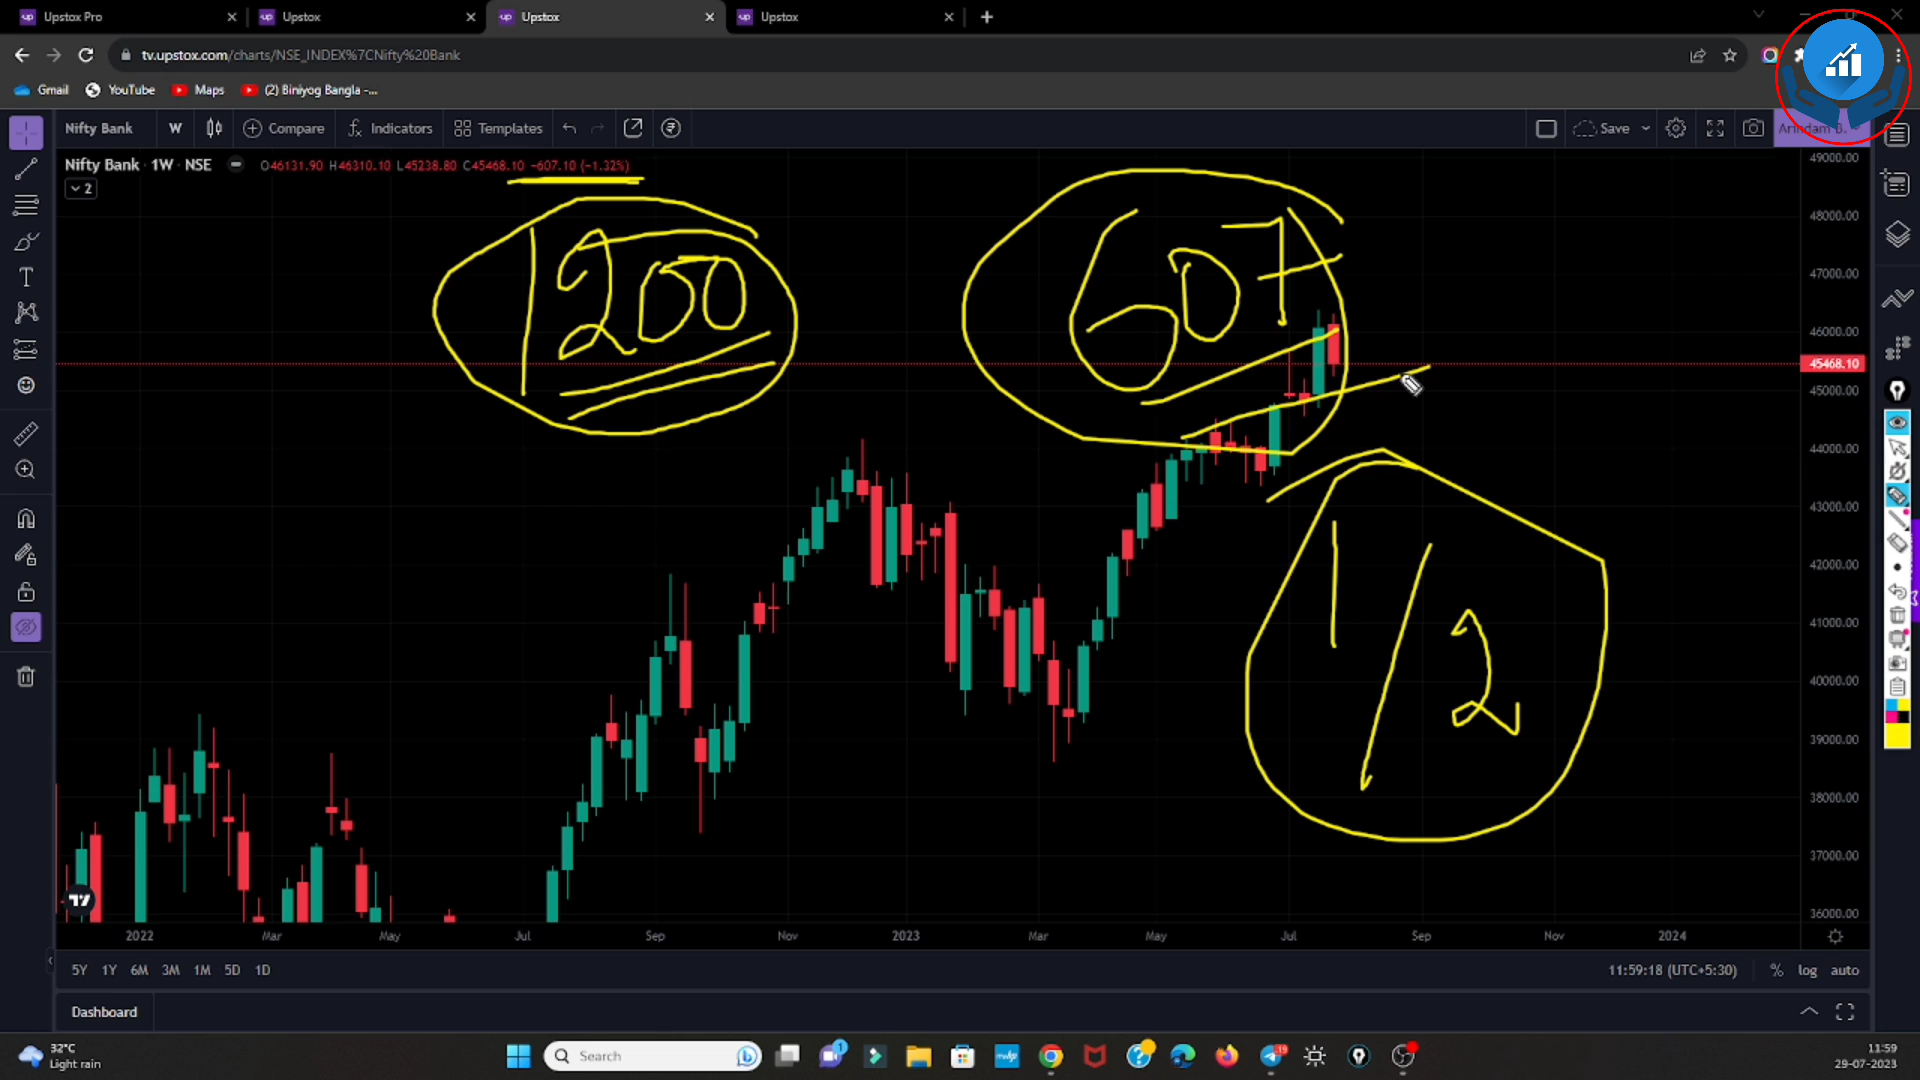 Upstox Pro
Upstox
Upstox
Upstox
tv.upstox.com/charts/NSE_INDEX%7CNifty%20Bank
Gmail
YouTube
Maps
(2) Biniyog Bangla -...
Nifty Bank
W
Compare
Indicators
Templates
Save
Arindam B.
Nifty Bank · 1W · NSE
O46131.90 H46310.10 L45238.80 C45468.10 −607.10 (−1.32%)
2
1200
607
1/2
49000.00
48000.00
47000.00
46000.00
45468.10
45000.00
44000.00
43000.00
42000.00
41000.00
40000.00
39000.00
38000.00
37000.00
36000.00
2022
Mar
May
Jul
Sep
Nov
2023
Mar
May
Jul
Sep
Nov
2024
5Y 1Y 6M 3M 1M 5D 1D
11:59:18 (UTC+5:30)
% log auto
Dashboard
32°C
Light rain
Search
11:59
29-07-2023